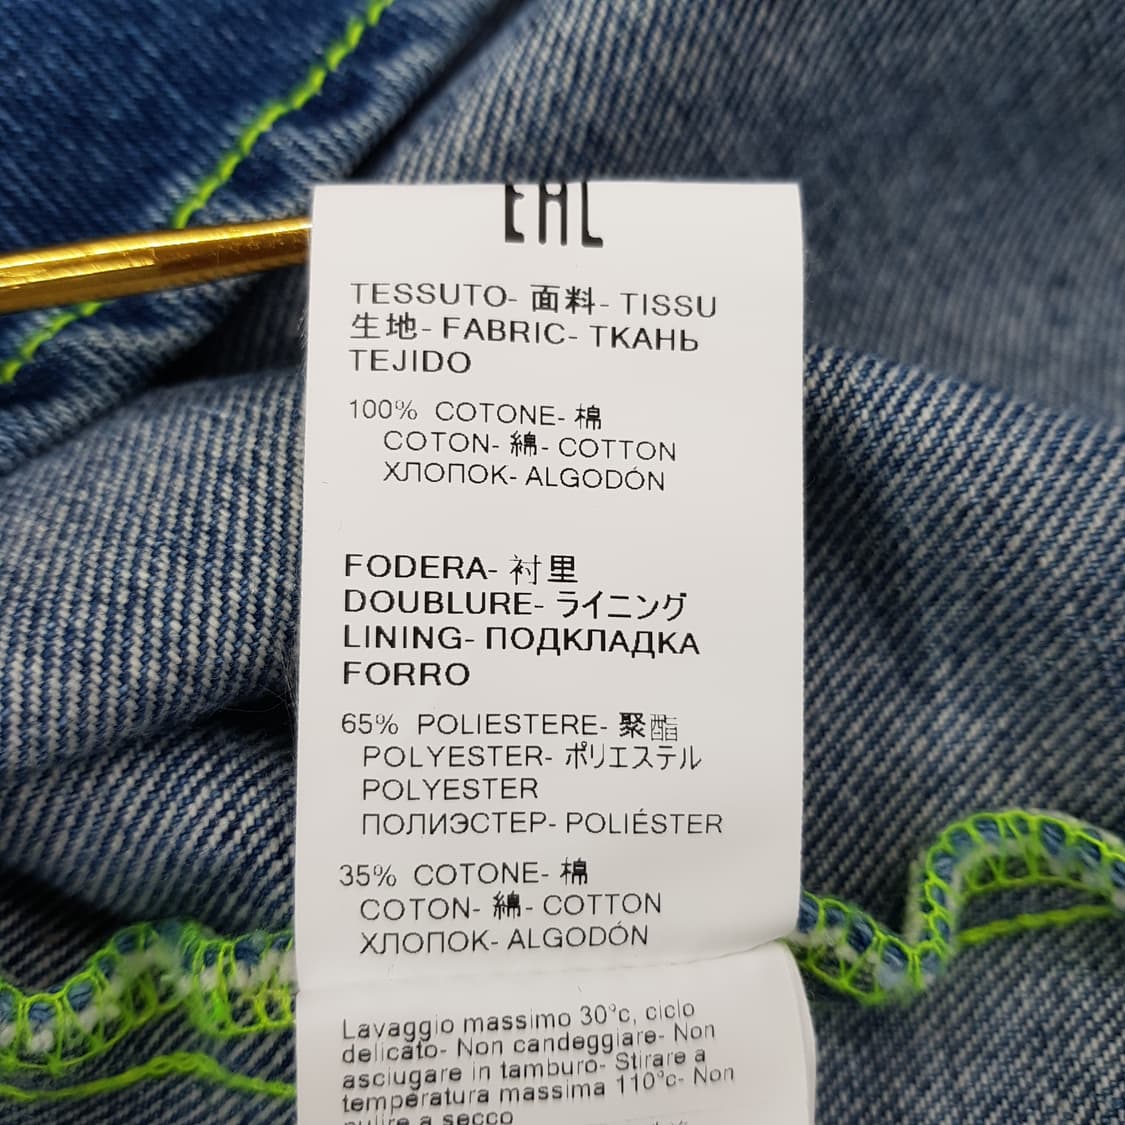 EAC
TESSUTO- 面料- TISSU
生地- FABRIC- ТКАНЬ
TEJIDO
100% COTONE- 棉
COTON- 綿- COTTON
ХЛОПОК- ALGODÓN
FODERA- 衬里
DOUBLURE- ライニング
LINING- ПОДКЛАДКА
FORRO
65% POLIESTERE- 聚酯
POLYESTER- ポリエステル
POLYESTER
ПОЛИЭСТЕР- POLIÉSTER
35% COTONE- 棉
COTON- 綿- COTTON
ХЛОПОК- ALGODÓN
Lavaggio massimo 30°c, ciclo
delicato- Non candeggiare- Non
asciugare in tamburo- Stirare a
temperatura massima 110°c- Non
pulire a secco